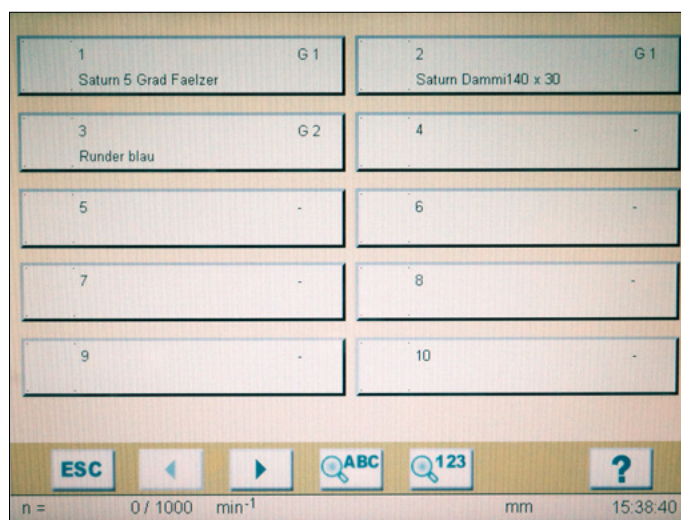 1 G 1
Saturn 5 Grad Faelzer
2 G 1
Saturn Dammi140 x 30
3 G 2
Runder blau
4 -
5 -
6 -
7 -
8 -
9 -
10 -
ESC
ABC
123
?
n = 0 / 1000 min-1 mm 15:38:40